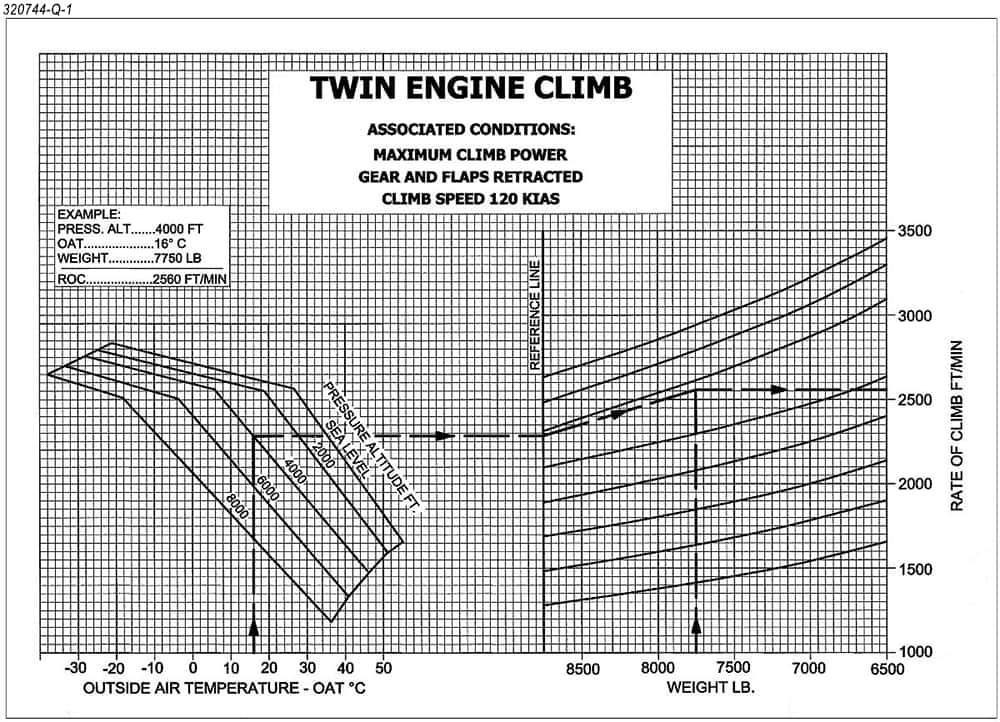 320744-Q-1
TWIN ENGINE CLIMB
ASSOCIATED CONDITIONS:
MAXIMUM CLIMB POWER
GEAR AND FLAPS RETRACTED
CLIMB SPEED 120 KIAS
EXAMPLE:
PRESS. ALT.......4000 FT
OAT......................16° C
WEIGHT.............7750 LB
ROC.....................2560 FT/MIN
REFERENCE LINE
PRESSURE ALTITUDE FT.
SEA LEVEL
2000
4000
6000
8000
3500
3000
2500
2000
1500
1000
RATE OF CLIMB FT/MIN
-30 -20 -10 0 10 20 30 40 50
OUTSIDE AIR TEMPERATURE - OAT °C
8500 8000 7500 7000 6500
WEIGHT LB.